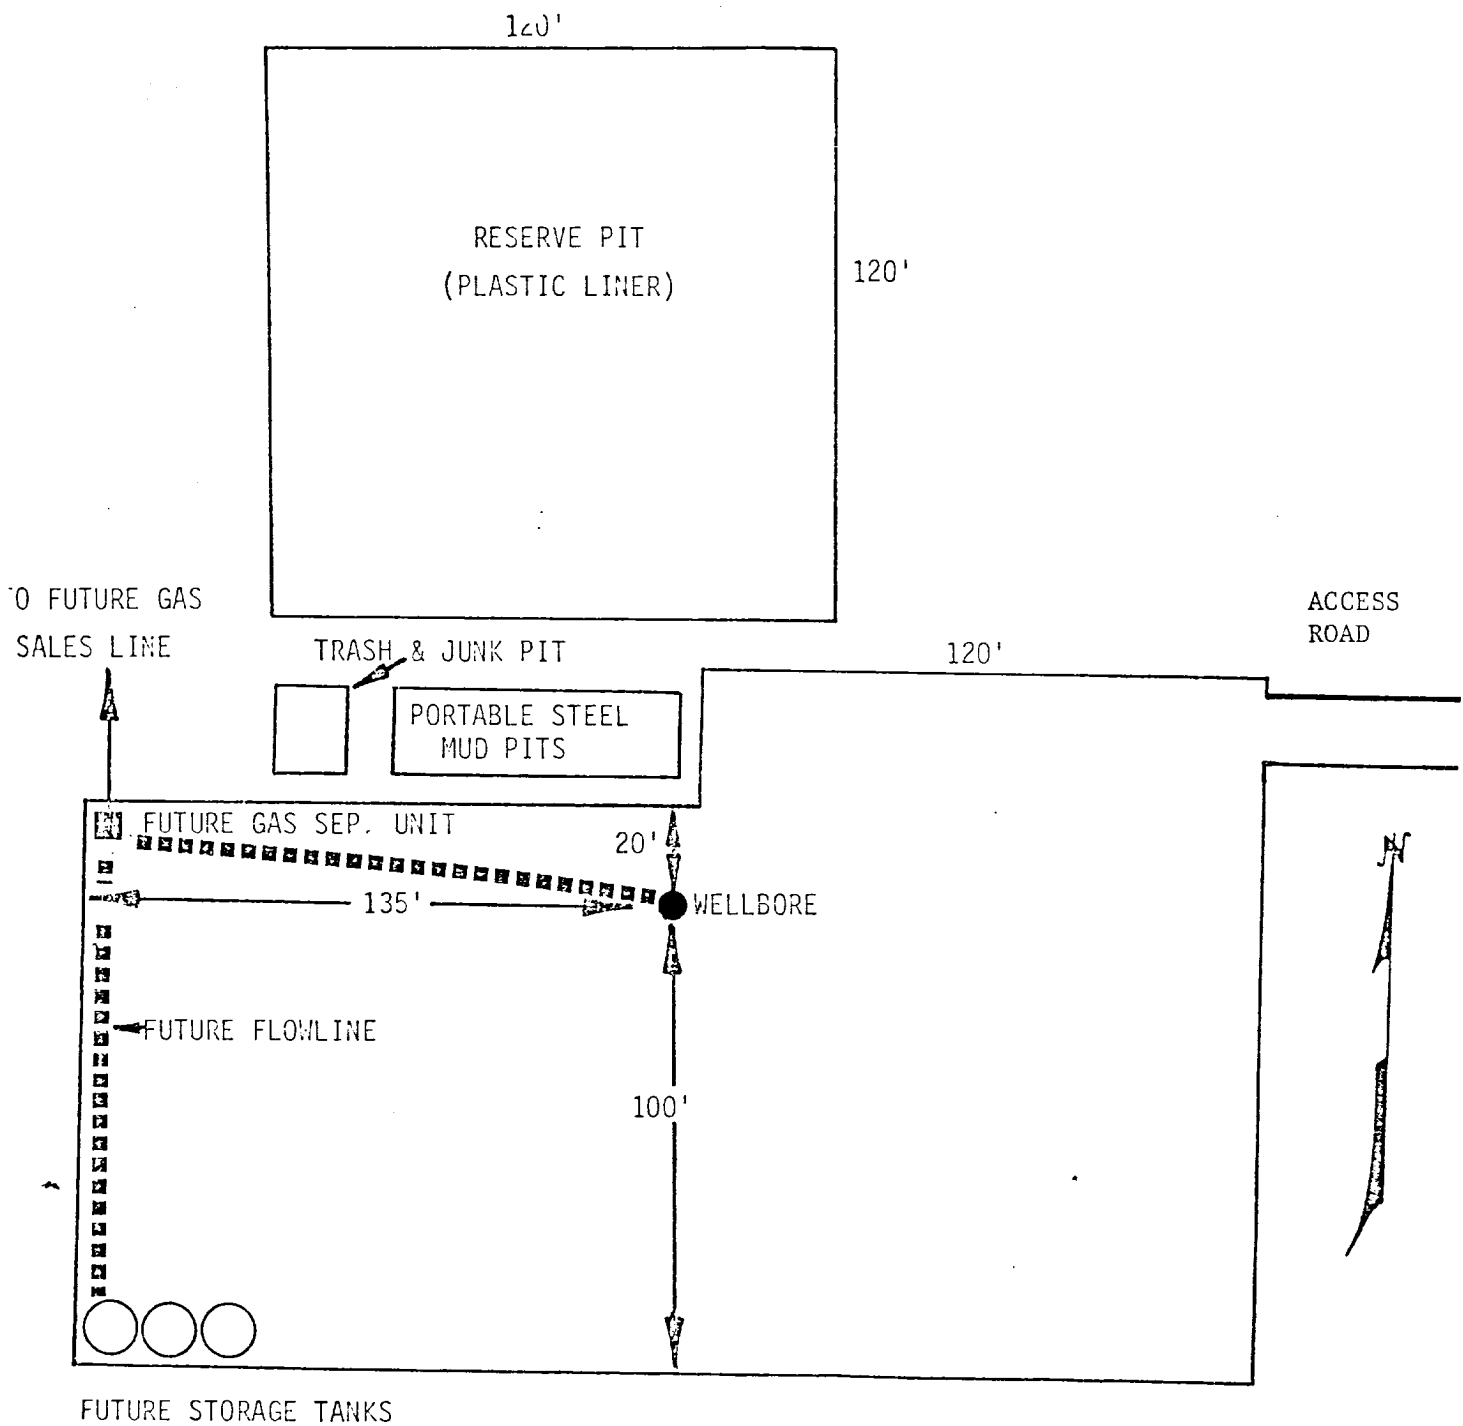 120'
RESERVE PIT
(PLASTIC LINER)
120'
TO FUTURE GAS
SALES LINE
ACCESS
ROAD
TRASH & JUNK PIT
120'
PORTABLE STEEL
MUD PITS
FUTURE GAS SEP. UNIT
20'
N
135'
WELLBORE
FUTURE FLOWLINE
100'
FUTURE STORAGE TANKS